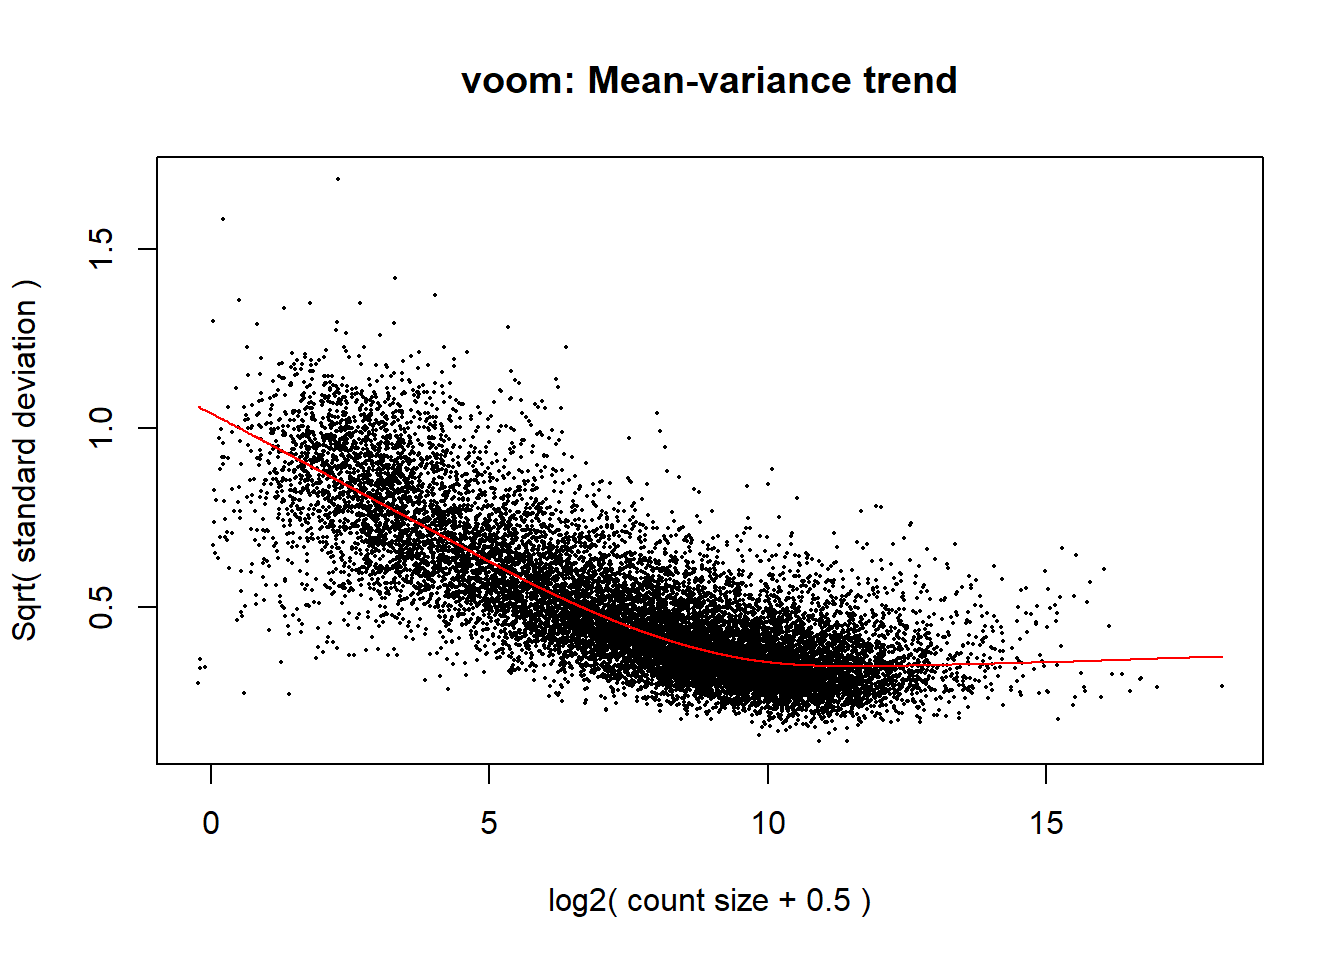 voom: Mean-variance trend
Sqrt( standard deviation )
1.5
1.0
0.5
0 5 10 15
log2( count size + 0.5 )